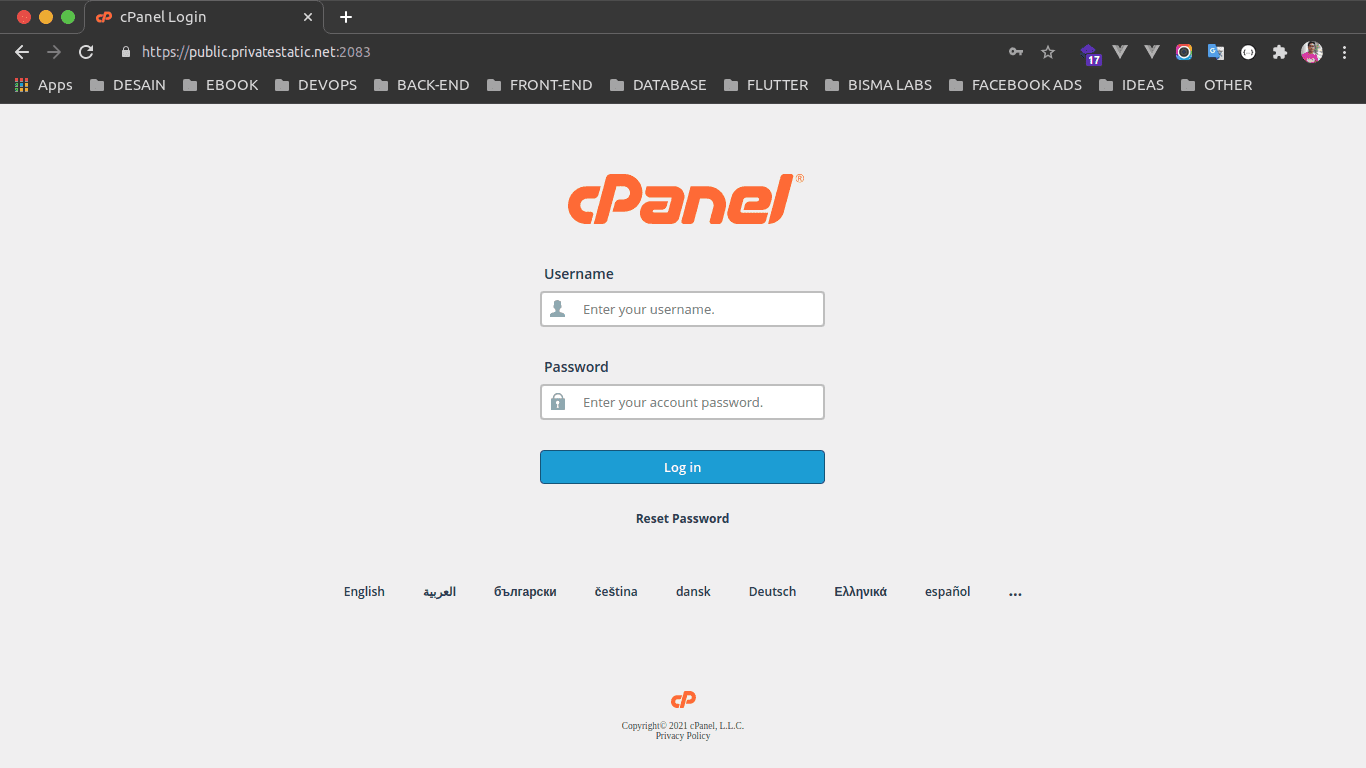 cPanel Login
https://public.privatestatic.net:2083
17
Apps DESAIN EBOOK DEVOPS BACK-END FRONT-END DATABASE FLUTTER BISMA LABS FACEBOOK ADS IDEAS OTHER
cPanel®
Username
Enter your username.
Password
Enter your account password.
Log in
Reset Password
English العربية български čeština dansk Deutsch Ελληνικά español ...
cP
Copyright© 2021 cPanel, L.L.C.
Privacy Policy